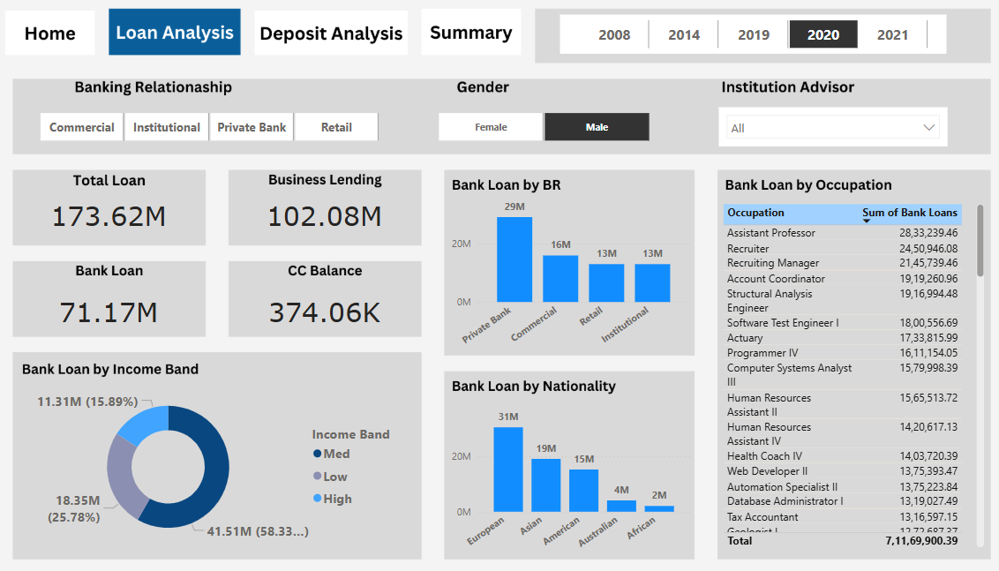 Home
Loan Analysis
Deposit Analysis
Summary
2008
2014
2019
2020
2021
Banking Relationaship
Commercial
Institutional
Private Bank
Retail
Gender
Female
Male
Institution Advisor
All
Total Loan
173.62M
Business Lending
102.08M
Bank Loan
71.17M
CC Balance
374.06K
Bank Loan by Income Band
11.31M (15.89%)
18.35M
(25.78%)
41.51M (58.33...)
Income Band
Med
Low
High
Bank Loan by BR
29M
16M
13M
13M
20M
0M
Private Bank
Commercial
Retail
Institutional
Bank Loan by Nationality
31M
19M
15M
4M
2M
20M
0M
European
Asian
American
Australian
African
Bank Loan by Occupation
Occupation Sum of Bank Loans
Assistant Professor 28,33,239.46
Recruiter 24,50,946.08
Recruiting Manager 21,45,739.46
Account Coordinator 19,19,260.96
Structural Analysis 19,16,994.48
Engineer
Software Test Engineer I 18,00,556.69
Actuary 17,33,815.99
Programmer IV 16,11,154.05
Computer Systems Analyst 15,79,998.39
III
Human Resources 15,65,513.72
Assistant II
Human Resources 14,20,617.13
Assistant IV
Health Coach IV 14,03,720.39
Web Developer II 13,75,393.47
Automation Specialist II 13,75,223.84
Database Administrator I 13,19,027.49
Tax Accountant 13,16,597.15
Geologist I 12,72,687.37
Total 7,11,69,900.39